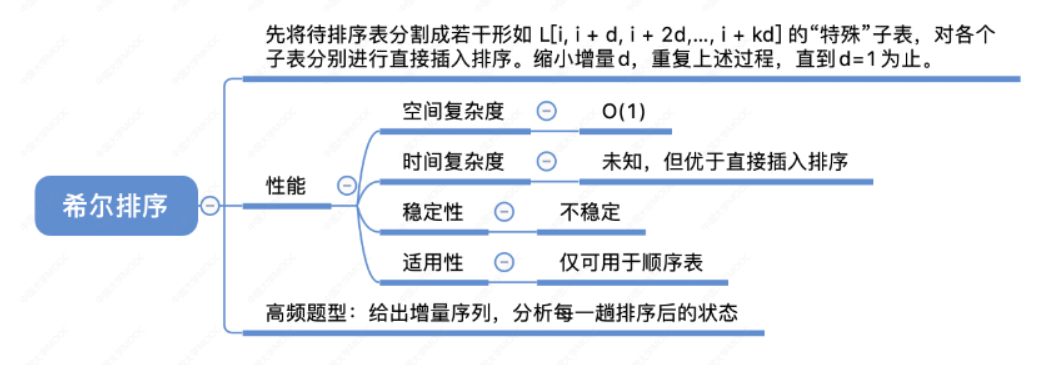 先将待排序表分割成若干形如 L[i, i + d, i + 2d,..., i + kd] 的“特殊”子表，对各个
子表分别进行直接插入排序。缩小增量d，重复上述过程，直到d=1为止。
空间复杂度
O(1)
时间复杂度
未知，但优于直接插入排序
性能
希尔排序
稳定性
不稳定
适用性
仅可用于顺序表
高频题型：给出增量序列，分析每一趟排序后的状态